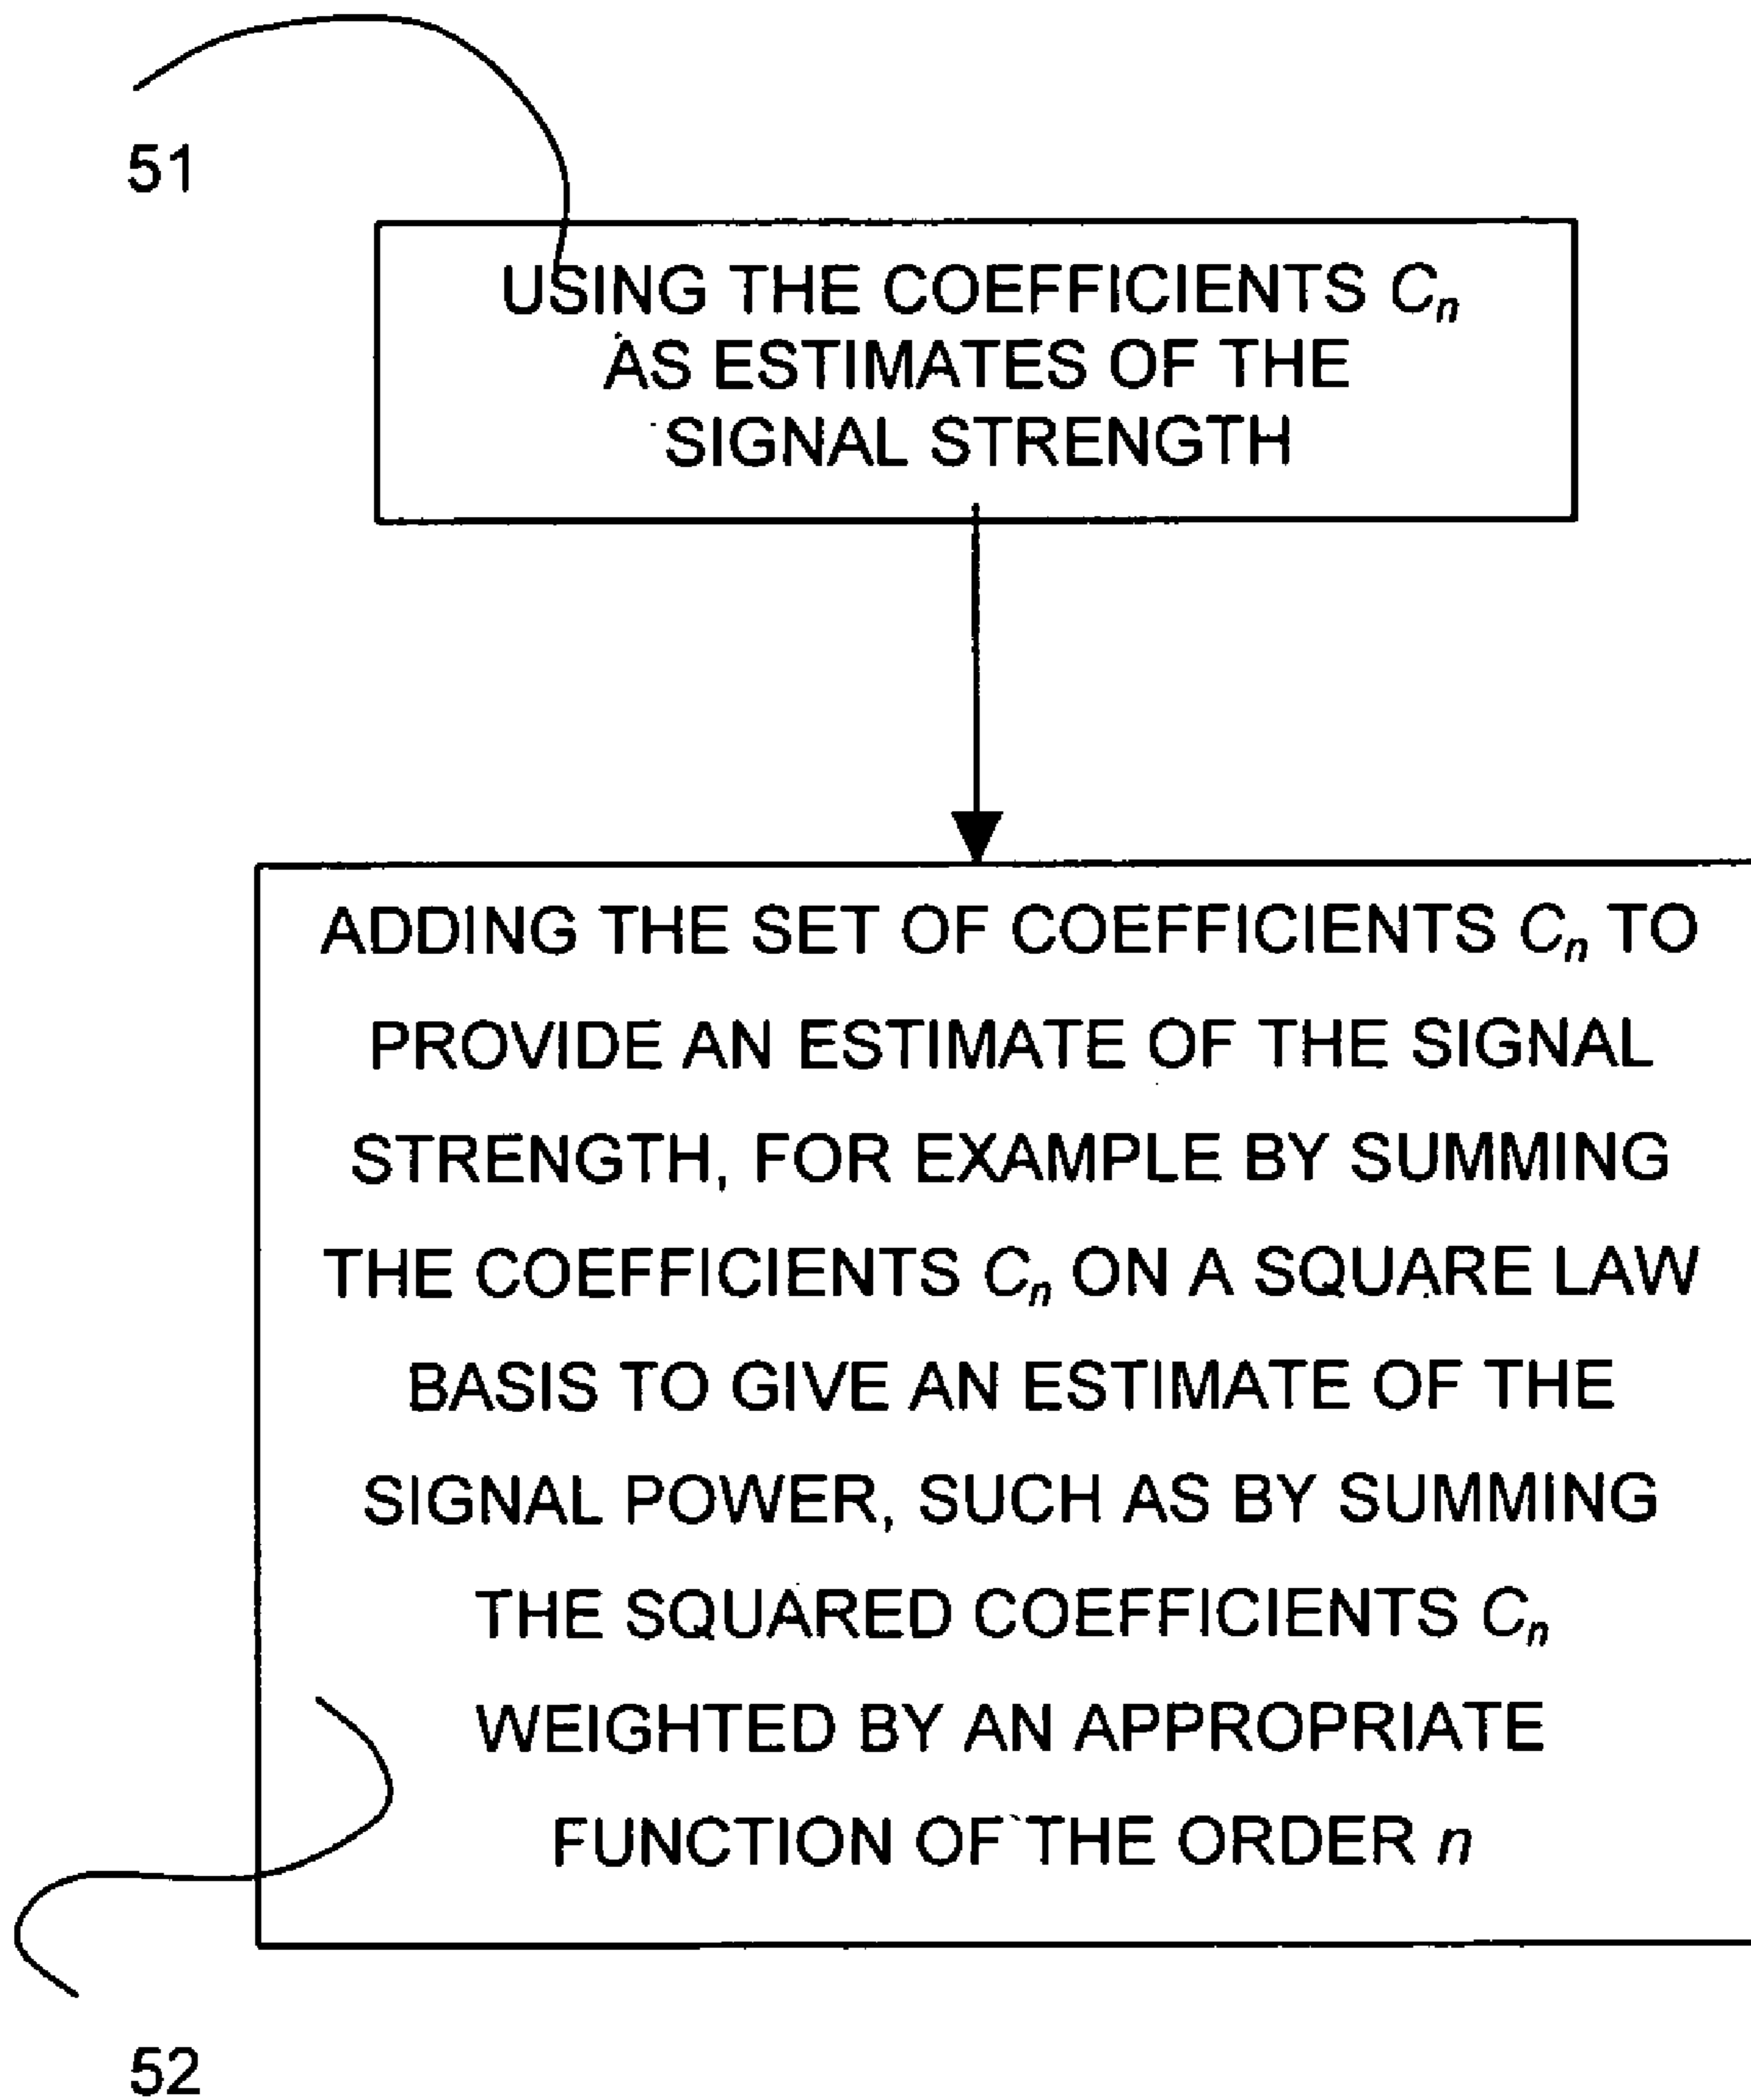 51
USING THE COEFFICIENTS Cₙ
AS ESTIMATES OF THE
SIGNAL STRENGTH
ADDING THE SET OF COEFFICIENTS Cₙ TO
PROVIDE AN ESTIMATE OF THE SIGNAL
STRENGTH, FOR EXAMPLE BY SUMMING
THE COEFFICIENTS Cₙ ON A SQUARE LAW
BASIS TO GIVE AN ESTIMATE OF THE
SIGNAL POWER, SUCH AS BY SUMMING
THE SQUARED COEFFICIENTS Cₙ
WEIGHTED BY AN APPROPRIATE
FUNCTION OF THE ORDER n
52